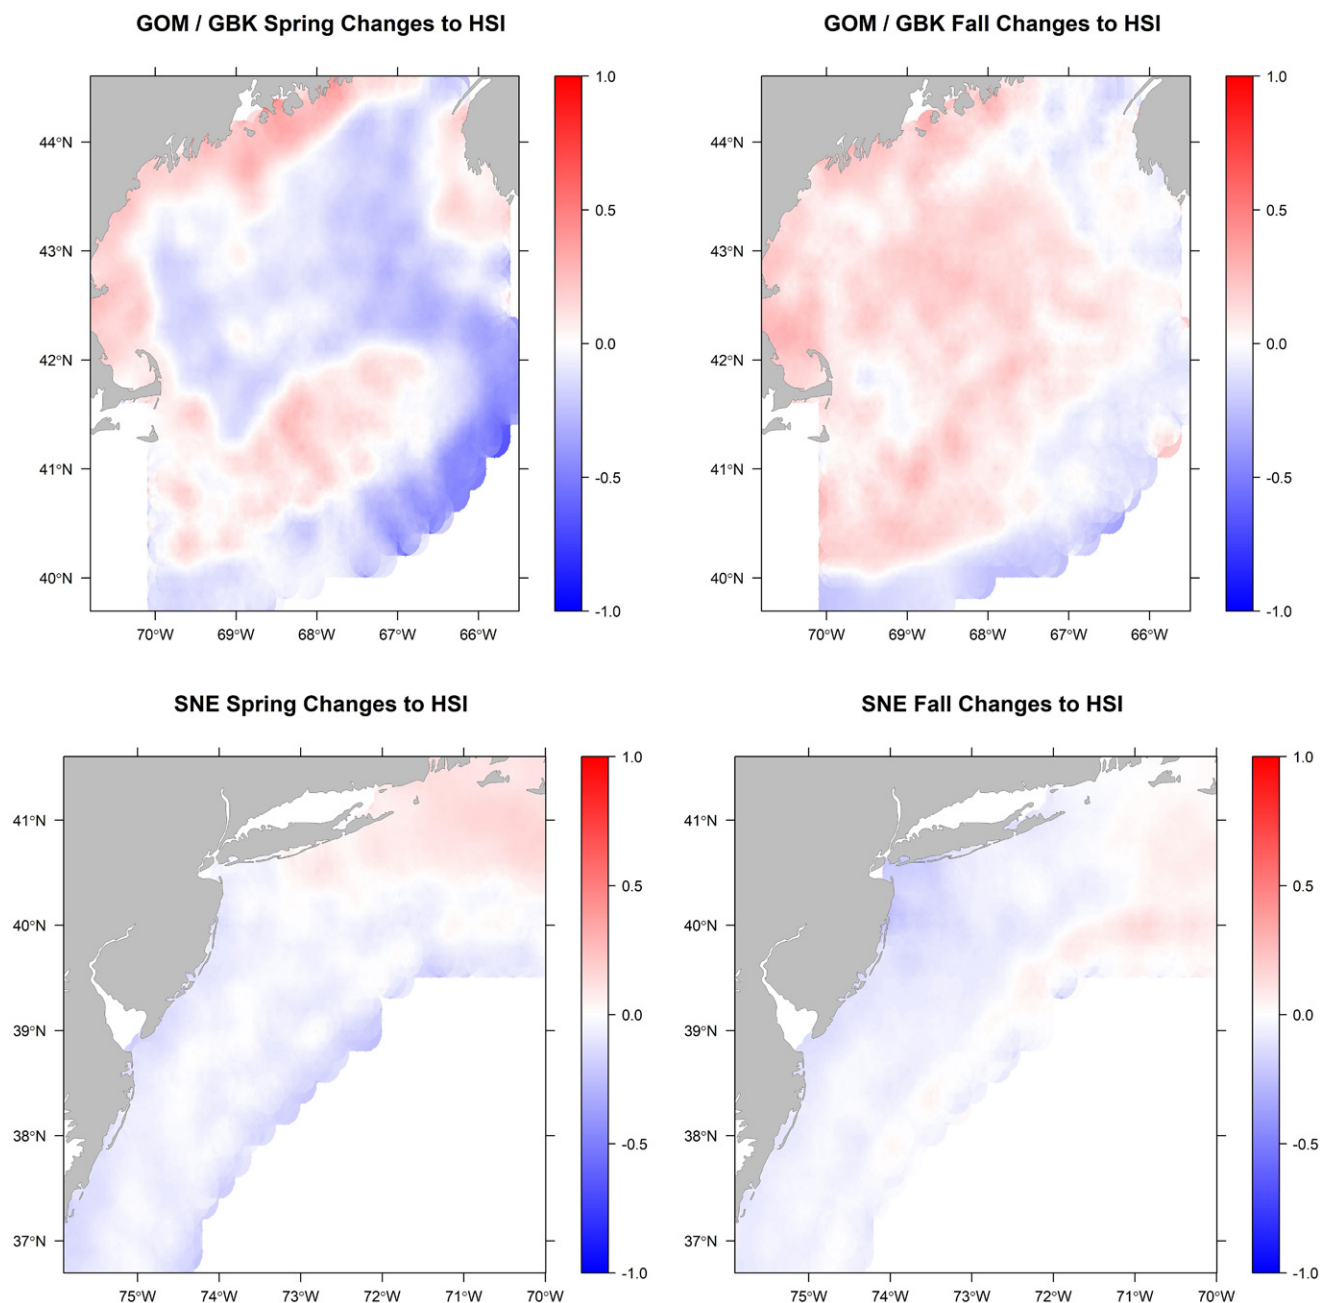 GOM / GBK Spring Changes to HSI
GOM / GBK Fall Changes to HSI
44°N
43°N
42°N
41°N
40°N
70°W 69°W 68°W 67°W 66°W
1.0
0.5
0.0
-0.5
-1.0
44°N
43°N
42°N
41°N
40°N
70°W 69°W 68°W 67°W 66°W
1.0
0.5
0.0
-0.5
-1.0
SNE Spring Changes to HSI
SNE Fall Changes to HSI
41°N
40°N
39°N
38°N
37°N
75°W 74°W 73°W 72°W 71°W 70°W
1.0
0.5
0.0
-0.5
-1.0
41°N
40°N
39°N
38°N
37°N
75°W 74°W 73°W 72°W 71°W 70°W
1.0
0.5
0.0
-0.5
-1.0